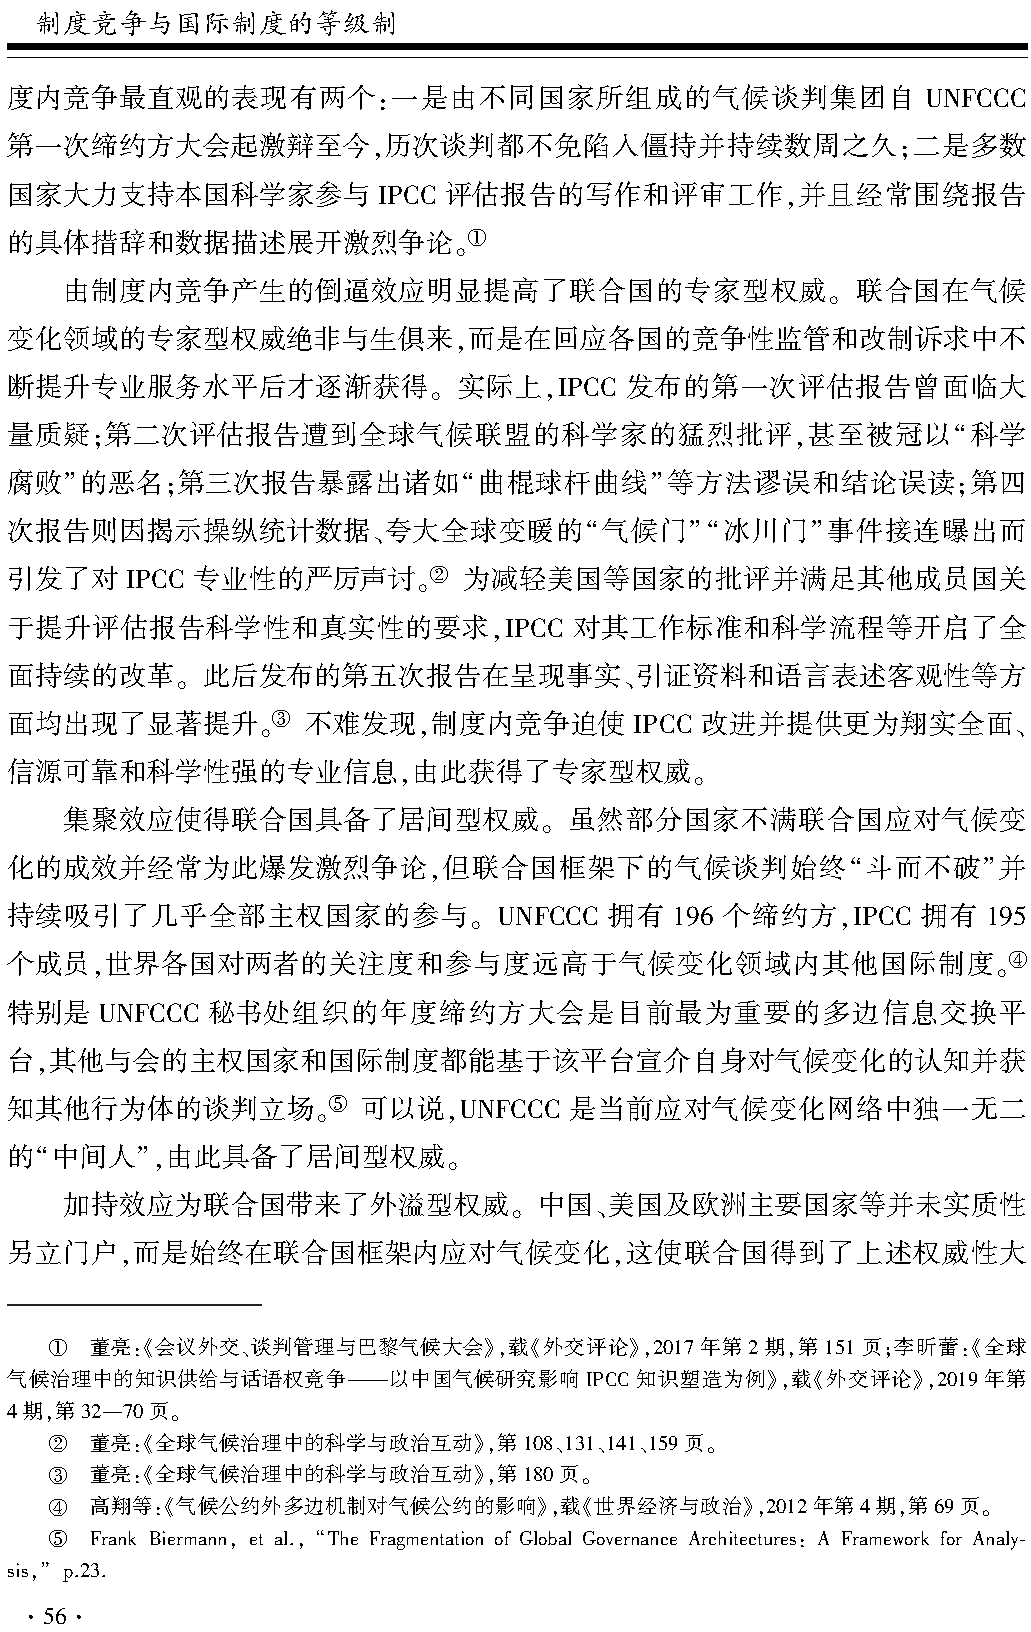 制度竞争与国际制度的等级制
度内竞争最直观的表现有两个:一是由不同国家所组成的气候谈判集团自 UNFCCC
第一次缔约方大会起激辩至今,历次谈判都不免陷入僵持并持续数周之久;二是多数
国家大力支持本国科学家参与 IPCC 评估报告的写作和评审工作,并且经常围绕报告
的具体措辞和数据描述展开激烈争论。①
由制度内竞争产生的倒逼效应明显提高了联合国的专家型权威。联合国在气候
变化领域的专家型权威绝非与生俱来,而是在回应各国的竞争性监管和改制诉求中不
断提升专业服务水平后才逐渐获得。实际上,IPCC 发布的第一次评估报告曾面临大
量质疑;第二次评估报告遭到全球气候联盟的科学家的猛烈批评,甚至被冠以“科学
腐败”的恶名;第三次报告暴露出诸如“曲棍球杆曲线”等方法谬误和结论误读;第四
次报告则因揭示操纵统计数据、夸大全球变暖的“气候门”“冰川门”事件接连曝出而
引发了对 IPCC 专业性的严厉声讨。② 为减轻美国等国家的批评并满足其他成员国关
于提升评估报告科学性和真实性的要求,IPCC 对其工作标准和科学流程等开启了全
面持续的改革。此后发布的第五次报告在呈现事实、引证资料和语言表述客观性等方
面均出现了显著提升。③ 不难发现,制度内竞争迫使 IPCC 改进并提供更为翔实全面、
信源可靠和科学性强的专业信息,由此获得了专家型权威。
集聚效应使得联合国具备了居间型权威。虽然部分国家不满联合国应对气候变
化的成效并经常为此爆发激烈争论,但联合国框架下的气候谈判始终“斗而不破”并
持续吸引了几乎全部主权国家的参与。UNFCCC 拥有 196 个缔约方,IPCC 拥有 195
个成员,世界各国对两者的关注度和参与度远高于气候变化领域内其他国际制度。④
特别是 UNFCCC 秘书处组织的年度缔约方大会是目前最为重要的多边信息交换平
台,其他与会的主权国家和国际制度都能基于该平台宣介自身对气候变化的认知并获
知其他行为体的谈判立场。⑤ 可以说,UNFCCC 是当前应对气候变化网络中独一无二
的“中间人”,由此具备了居间型权威。
加持效应为联合国带来了外溢型权威。中国、美国及欧洲主要国家等并未实质性
另立门户,而是始终在联合国框架内应对气候变化,这使联合国得到了上述权威性大
① 董亮:《会议外交、谈判管理与巴黎气候大会》,载《外交评论》,2017 年第 2 期,第 151 页;李昕蕾:《全球
气候治理中的知识供给与话语权竞争——以中国气候研究影响 IPCC 知识塑造为例》,载《外交评论》,2019 年第
4 期,第 32—70 页。
② 董亮:《全球气候治理中的科学与政治互动》,第 108、131、141、159 页。
③ 董亮:《全球气候治理中的科学与政治互动》,第 180 页。
④ 高翔等:《气候公约外多边机制对气候公约的影响》,载《世界经济与政治》,2012 年第 4 期,第 69 页。
⑤ Frank Biermann, et al., “The Fragmentation of Global Governance Architectures: A Framework for Analy-
sis,” p.23.
· 56 ·